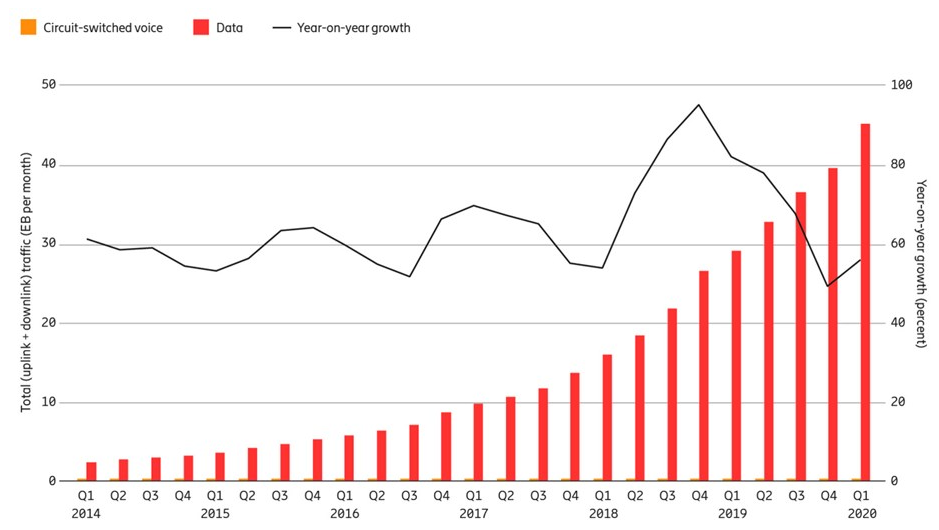 Circuit-switched voice Data Year-on-year growth
50 100
40 80
30 60
20 40
10 20
0 0
Total (uplink + downlink) traffic (EB per month)
Year-on-year growth (percent)
Q1 Q2 Q3 Q4 Q1 Q2 Q3 Q4 Q1 Q2 Q3 Q4 Q1 Q2 Q3 Q4 Q1 Q2 Q3 Q4 Q1 Q2 Q3 Q4 Q1
2014 2015 2016 2017 2018 2019 2020